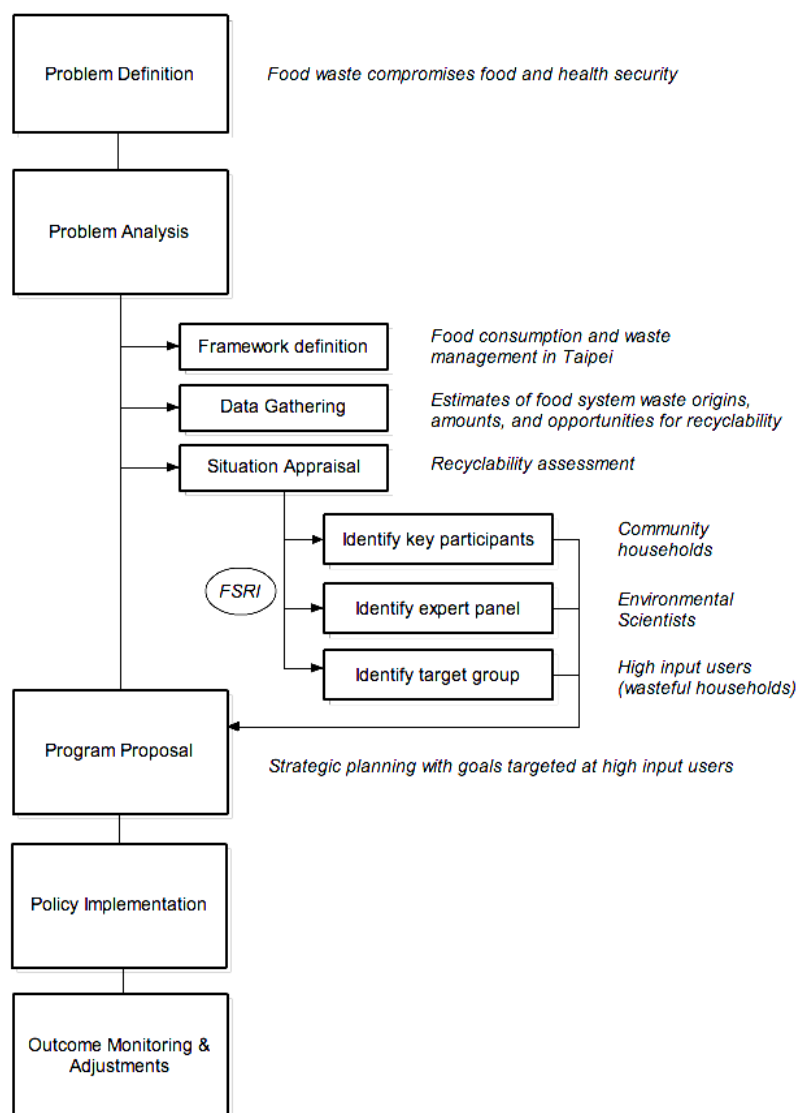 Problem Definition
Food waste compromises food and health security
Problem Analysis
Framework definition
Food consumption and waste
management in Taipei
Data Gathering
Estimates of food system waste origins,
amounts, and opportunities for recyclability
Situation Appraisal
Recyclability assessment
Identify key participants
Community
households
FSRI
Identify expert panel
Environmental
Scientists
Identify target group
High input users
(wasteful households)
Program Proposal
Strategic planning with goals targeted at high input users
Policy Implementation
Outcome Monitoring &
Adjustments